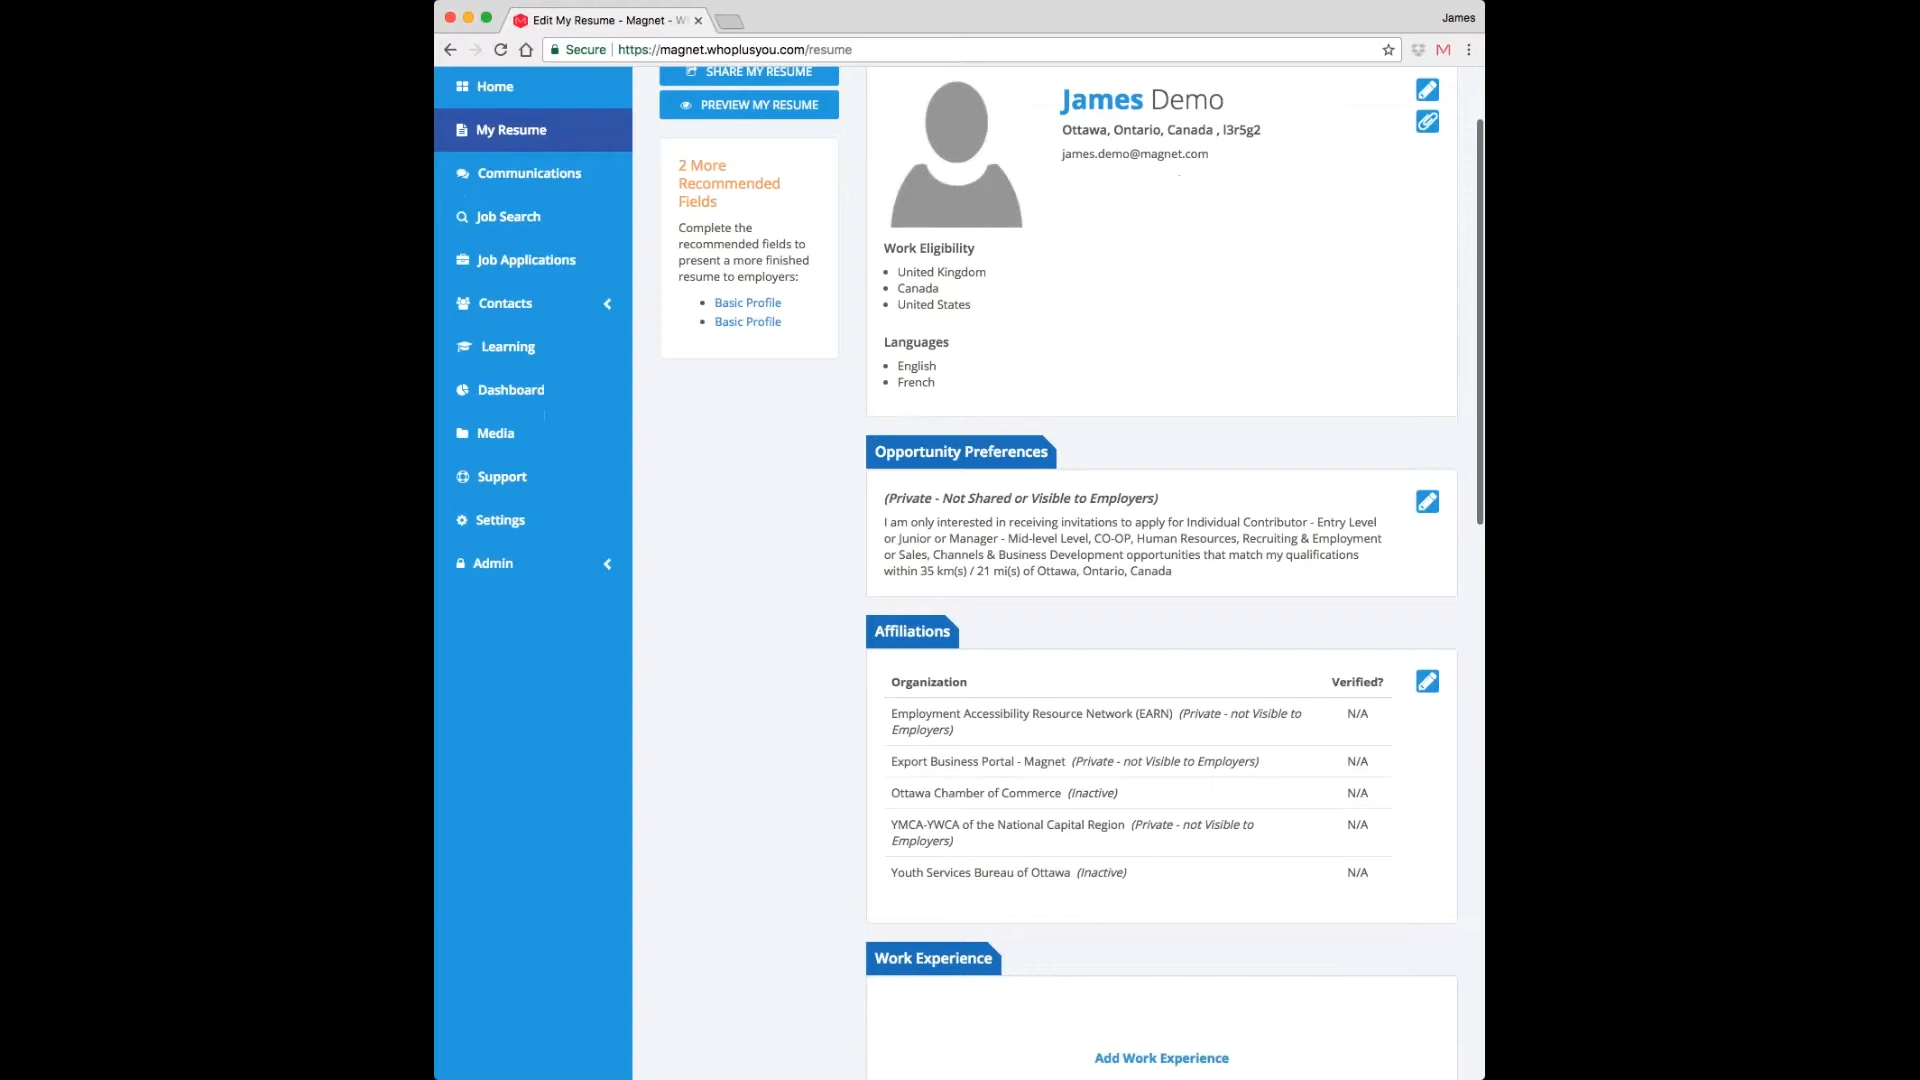 Edit My Resume - Magnet - W
James
Secure
https://magnet.whoplusyou.com/resume
Home
My Resume
Communications
Job Search
Job Applications
Contacts
Learning
Dashboard
Media
Support
Settings
Admin
SHARE MY RESUME
PREVIEW MY RESUME
2 More
Recommended
Fields
Complete the
recommended fields to
present a more finished
resume to employers:
Basic Profile
Basic Profile
James Demo
Ottawa, Ontario, Canada , l3r5g2
james.demo@magnet.com
Work Eligibility
United Kingdom
Canada
United States
Languages
English
French
Opportunity Preferences
(Private - Not Shared or Visible to Employers)
I am only interested in receiving invitations to apply for Individual Contributor - Entry Level
or Junior or Manager - Mid-level Level, CO-OP, Human Resources, Recruiting & Employment
or Sales, Channels & Business Development opportunities that match my qualifications
within 35 km(s) / 21 mi(s) of Ottawa, Ontario, Canada
Affiliations
Organization Verified?
Employment Accessibility Resource Network (EARN) (Private - not Visible to N/A
Employers)
Export Business Portal - Magnet (Private - not Visible to Employers) N/A
Ottawa Chamber of Commerce (Inactive) N/A
YMCA-YWCA of the National Capital Region (Private - not Visible to N/A
Employers)
Youth Services Bureau of Ottawa (Inactive) N/A
Work Experience
Add Work Experience